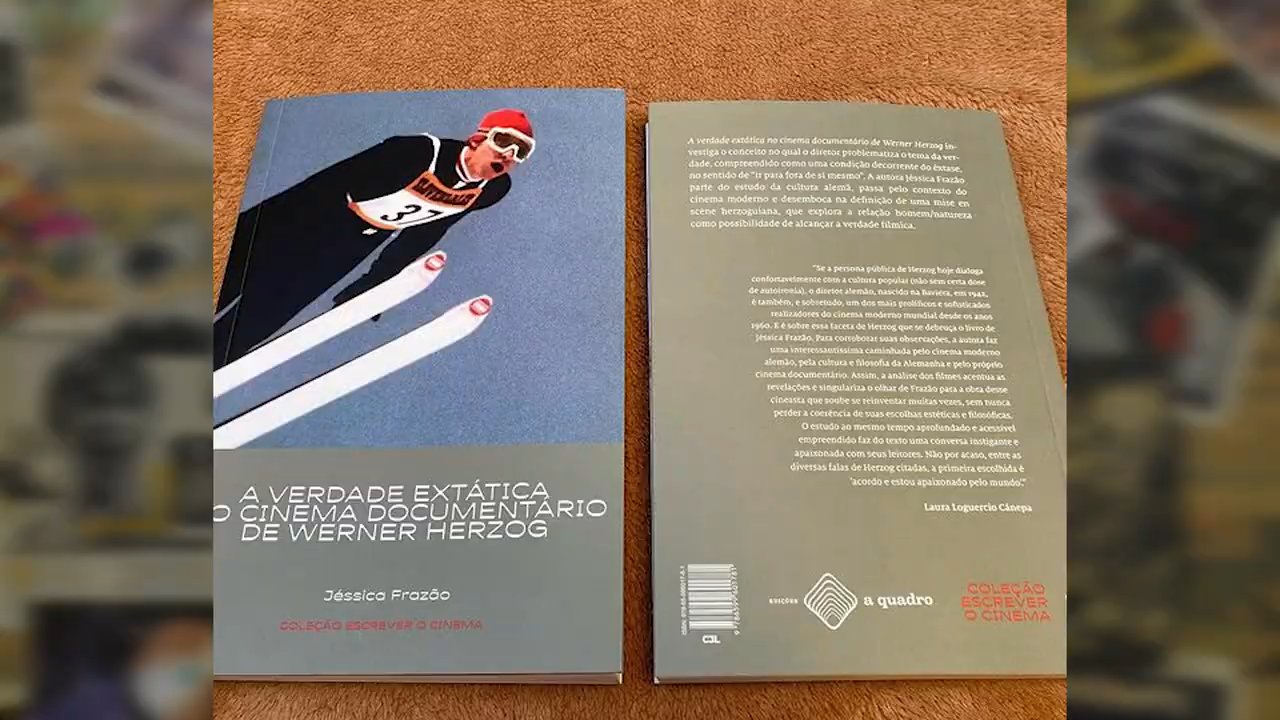 37
A VERDADE EXTÁTICA
O CINEMA DOCUMENTÁRIO
DE WERNER HERZOG
Jéssica Frazão
COLEÇÃO ESCREVER O CINEMA
A verdade extática no cinema documentário de Werner Herzog in-
vestiga o conceito no qual o diretor problematiza o tema da ver-
dade, compreendido como uma condição decorrente do êxtase,
no sentido de "ir para fora de si mesmo". A autora Jéssica Frazão
parte do estudo da cultura alemã, passa pelo contexto do
cinema moderno e desemboca na definição de uma mise en
scène herzoguiana, que explora a relação homem/natureza
como possibilidade de alcançar a verdade fílmica.
"Se a persona pública de Herzog hoje dialoga
confortavelmente com a cultura popular (não sem certa dose
de autoironia), o diretor alemão, nascido na Baviera, em 1942,
é também, e sobretudo, um dos mais prolíficos e sofisticados
realizadores do cinema moderno mundial desde os anos
1960. E é sobre essa faceta de Herzog que se debruça o livro de
Jéssica Frazão. Para corroborar suas observações, a autora faz
uma interessantíssima caminhada pelo cinema moderno
alemão, pela cultura e filosofia da Alemanha e pelo próprio
cinema documentário. Assim, a análise dos filmes acentua as
revelações e singulariza o olhar de Frazão para a obra desse
cineasta que soube se reinventar muitas vezes, sem nunca
perder a coerência de suas escolhas estéticas e filosóficas.
O estudo ao mesmo tempo aprofundado e acessível
empreendido faz do texto uma conversa instigante e
apaixonada com seus leitores. Não por acaso, entre as
diversas falas de Herzog citadas, a primeira escolhida é
'acordo e estou apaixonado pelo mundo'."
Laura Loguercio Cánepa
EDIÇÕES
a quadro
COLEÇÃO
ESCREVER
O CINEMA